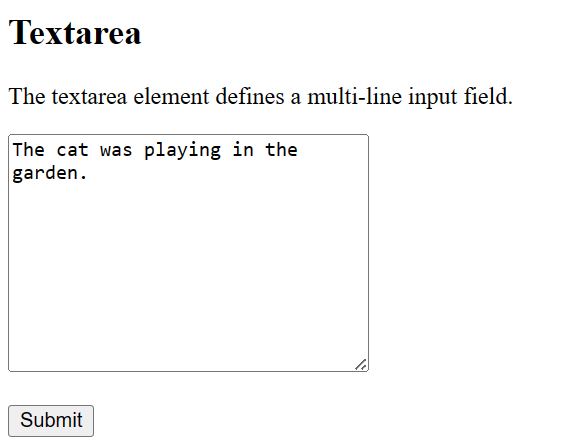 Textarea
The textarea element defines a multi-line input field.
The cat was playing in the
garden.
Submit